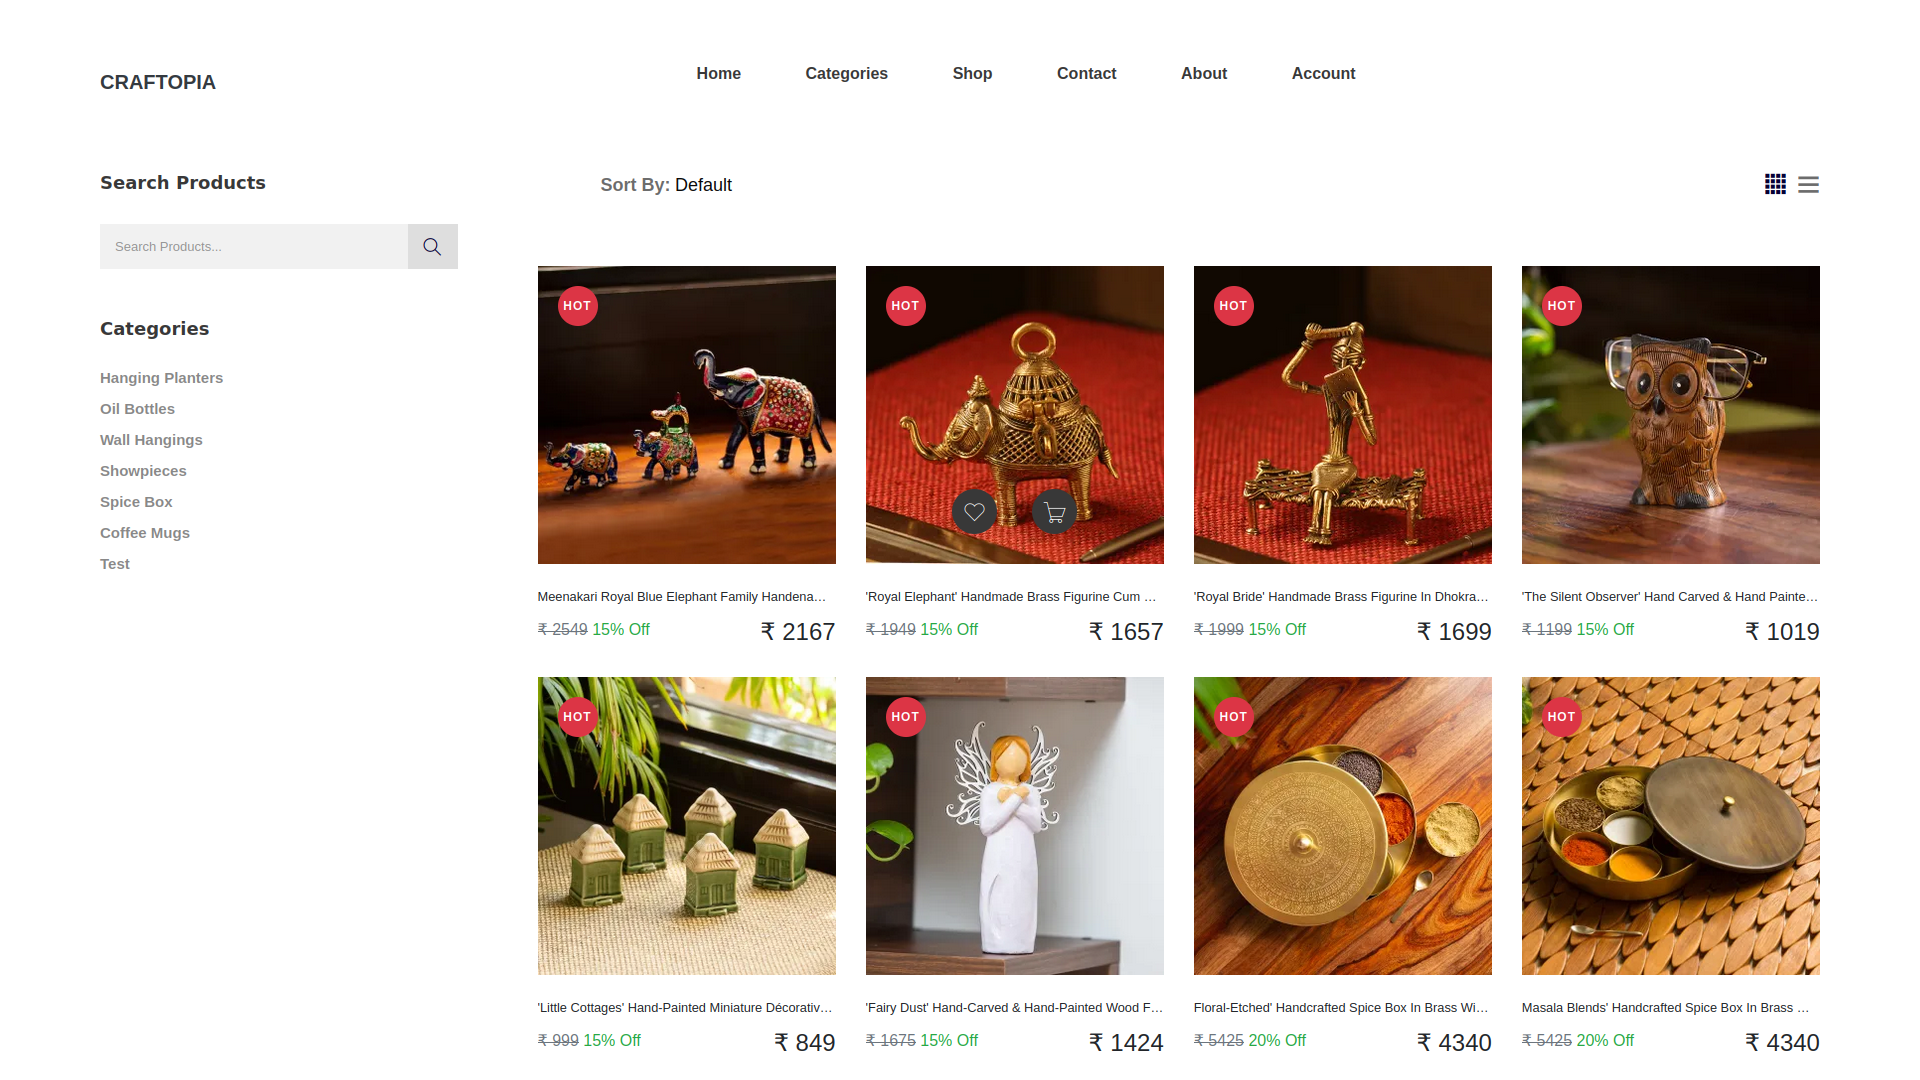 CRAFTOPIA
Home Categories Shop Contact About Account
Search Products
Search Products...
Categories
Hanging Planters
Oil Bottles
Wall Hangings
Showpieces
Spice Box
Coffee Mugs
Test
Sort By: Default
HOT
HOT
HOT
HOT
Meenakari Royal Blue Elephant Family Handena...
₹ 2549 15% Off ₹ 2167
'Royal Elephant' Handmade Brass Figurine Cum ...
₹ 1949 15% Off ₹ 1657
'Royal Bride' Handmade Brass Figurine In Dhokra...
₹ 1999 15% Off ₹ 1699
'The Silent Observer' Hand Carved & Hand Painte...
₹ 1199 15% Off ₹ 1019
HOT
HOT
HOT
HOT
'Little Cottages' Hand-Painted Miniature Décorativ...
₹ 999 15% Off ₹ 849
'Fairy Dust' Hand-Carved & Hand-Painted Wood F...
₹ 1675 15% Off ₹ 1424
Floral-Etched' Handcrafted Spice Box In Brass Wi...
₹ 5425 20% Off ₹ 4340
Masala Blends' Handcrafted Spice Box In Brass ...
₹ 5425 20% Off ₹ 4340